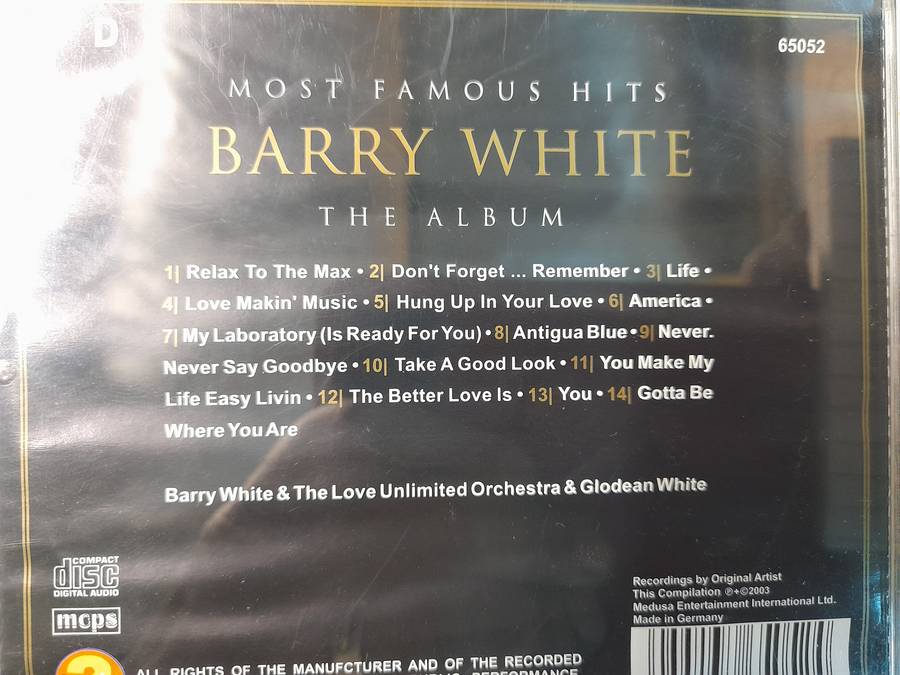 D
65052
MOST FAMOUS HITS
BARRY WHITE
THE ALBUM
1| Relax To The Max • 2| Don't Forget ... Remember • 3| Life •
4| Love Makin' Music • 5| Hung Up In Your Love • 6| America •
7| My Laboratory (Is Ready For You) • 8| Antigua Blue • 9| Never.
Never Say Goodbye • 10| Take A Good Look • 11| You Make My
Life Easy Livin • 12| The Better Love Is • 13| You • 14| Gotta Be
Where You Are
Barry White & The Love Unlimited Orchestra & Glodean White
COMPACT
disc
DIGITAL AUDIO
mcps
Recordings by Original Artist
This Compilation ℗+©2003
Medusa Entertainment International Ltd.
Made in Germany
ALL RIGHTS OF THE MANUFCTURER AND OF THE RECORDED